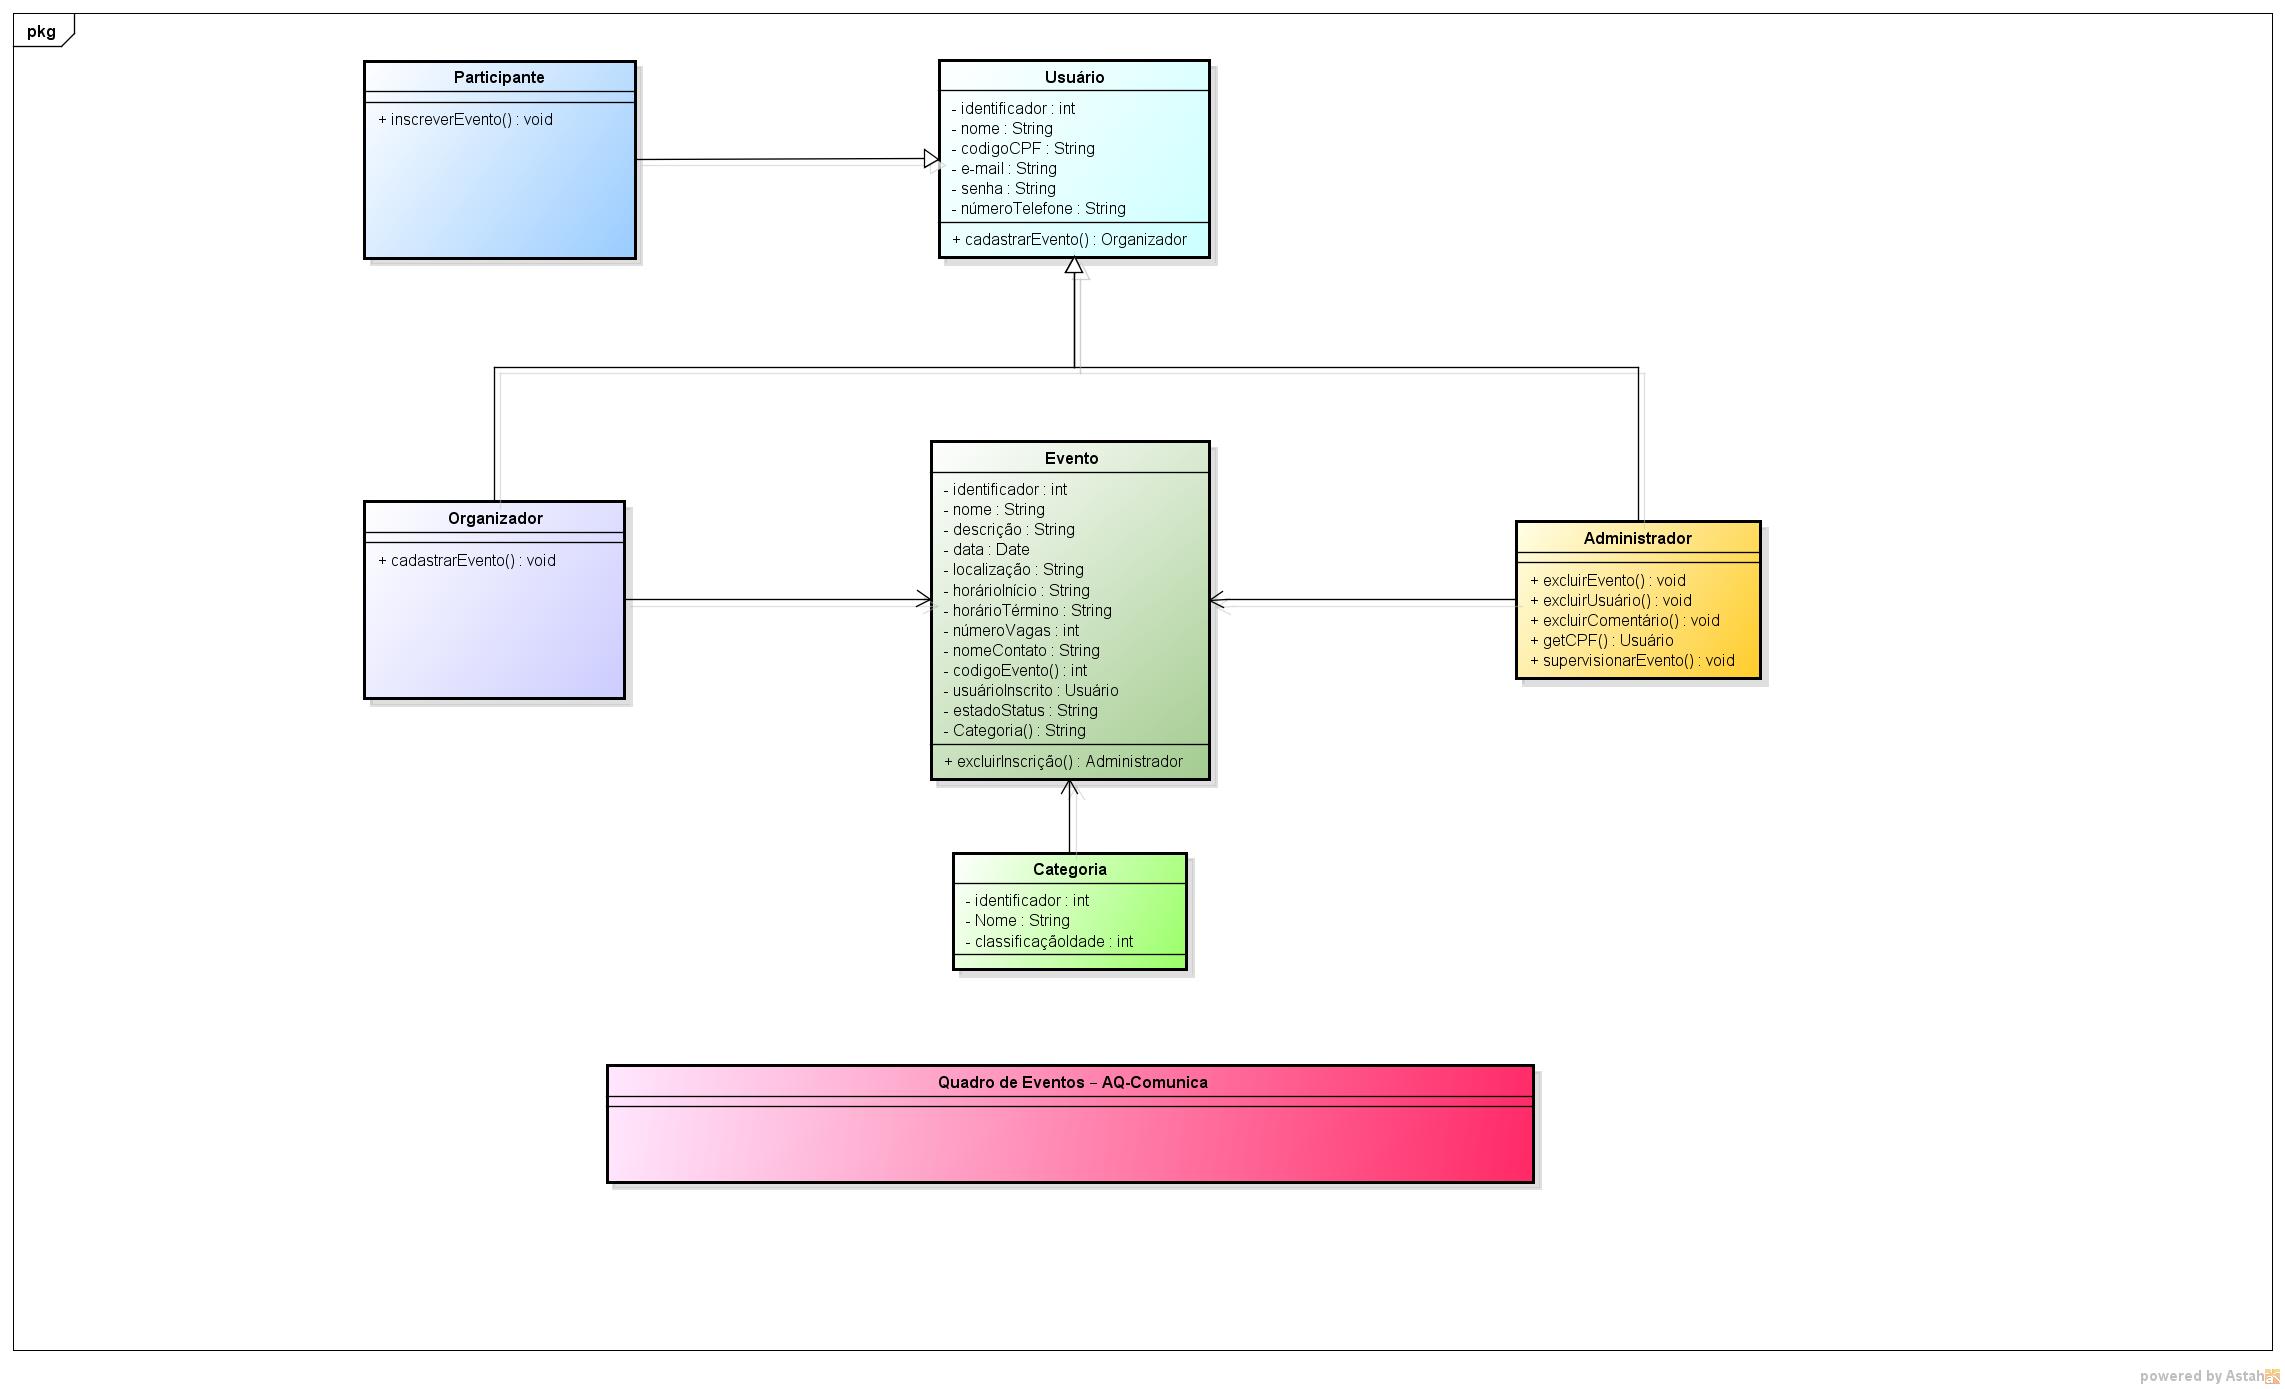 pkg
Participante
+ inscreverEvento() : void
Usuário
- identificador : int
- nome : String
- codigoCPF : String
- e-mail : String
- senha : String
- númeroTelefone : String
+ cadastrarEvento() : Organizador
Organizador
+ cadastrarEvento() : void
Evento
- identificador : int
- nome : String
- descrição : String
- data : Date
- localização : String
- horárioInício : String
- horárioTérmino : String
- númeroVagas : int
- nomeContato : String
- codigoEvento() : int
- usuárioInscrito : Usuário
- estadoStatus : String
- Categoria() : String
+ excluirInscrição() : Administrador
Administrador
+ excluirEvento() : void
+ excluirUsuário() : void
+ excluirComentário() : void
+ getCPF() : Usuário
+ supervisionarEvento() : void
Categoria
- identificador : int
- Nome : String
- classificaçãoIdade : int
Quadro de Eventos – AQ-Comunica
powered by Astah